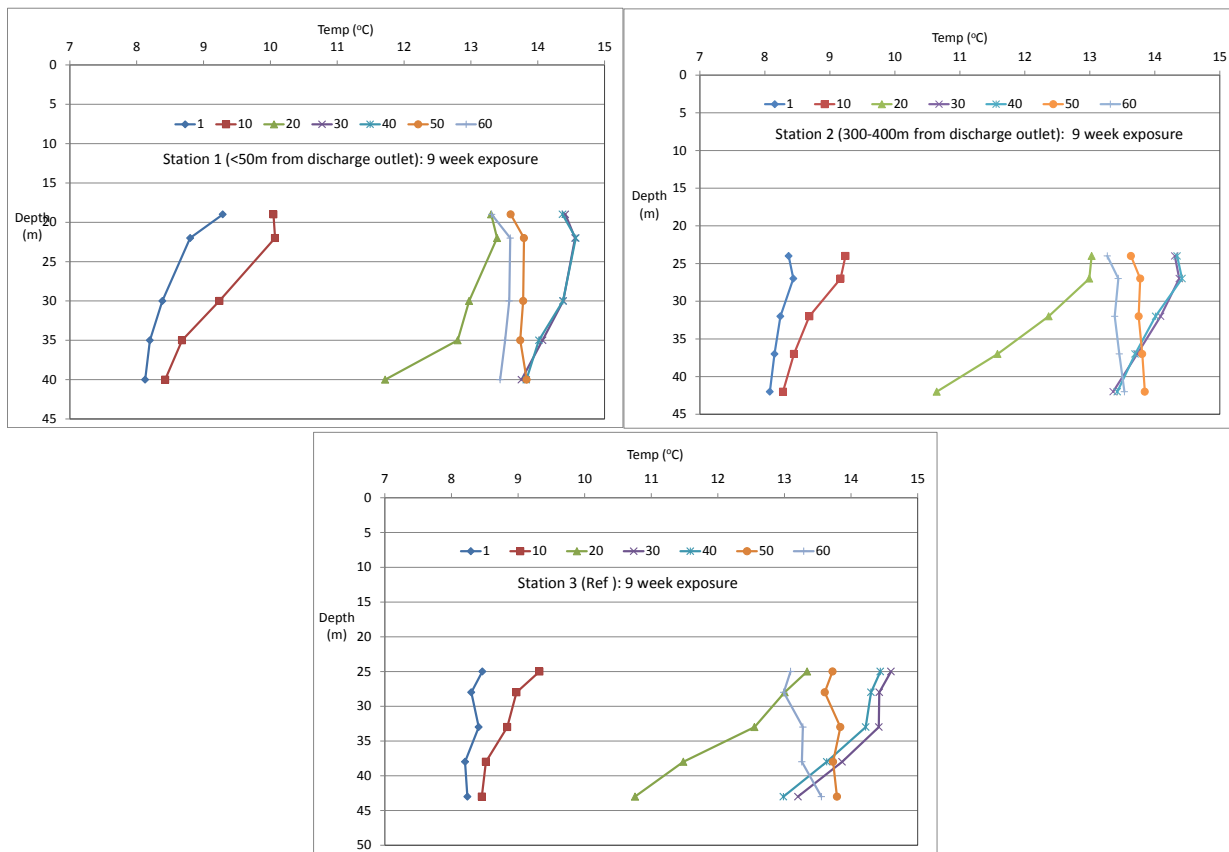 Temp (°C)
7 8 9 10 11 12 13 14 15
0
5
10
15
20
25
30
35
40
45
Depth
(m)
1 10 20 30 40 50 60
Station 1 (<50m from discharge outlet): 9 week exposure
Temp (°C)
7 8 9 10 11 12 13 14 15
0
5
10
15
20
25
30
35
40
45
Depth
(m)
1 10 20 30 40 50 60
Station 2 (300-400m from discharge outlet): 9 week exposure
Temp (°C)
7 8 9 10 11 12 13 14 15
0
5
10
15
20
25
30
35
40
45
50
Depth
(m)
1 10 20 30 40 50 60
Station 3 (Ref ): 9 week exposure